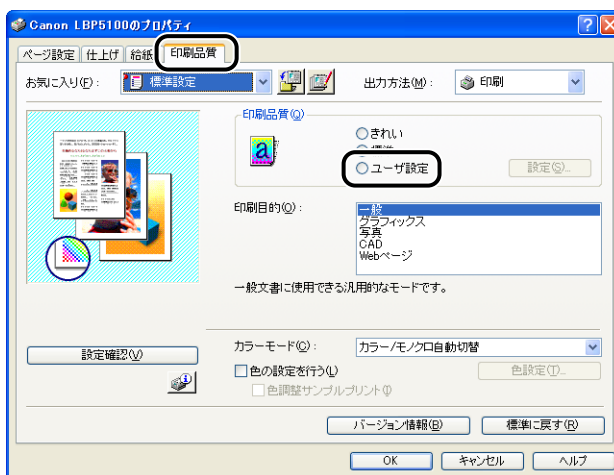 Canon LBP5100のプロパティ
ページ設定 仕上げ 給紙 印刷品質
お気に入り(F): 標準設定 出力方法(M): 印刷
印刷品質(Q)
きれい
ユーザ設定 設定(S)...
印刷目的(O): 一般
グラフィックス
写真
CAD
Webページ
一般文書に使用できる汎用的なモードです。
設定確認(V)
カラーモード(C): カラー/モノクロ自動切替
色の設定を行う(L) 色設定(T)...
色調整サンプルプリント(I)
バージョン情報(B) 標準に戻す(R)
OK キャンセル ヘルプ